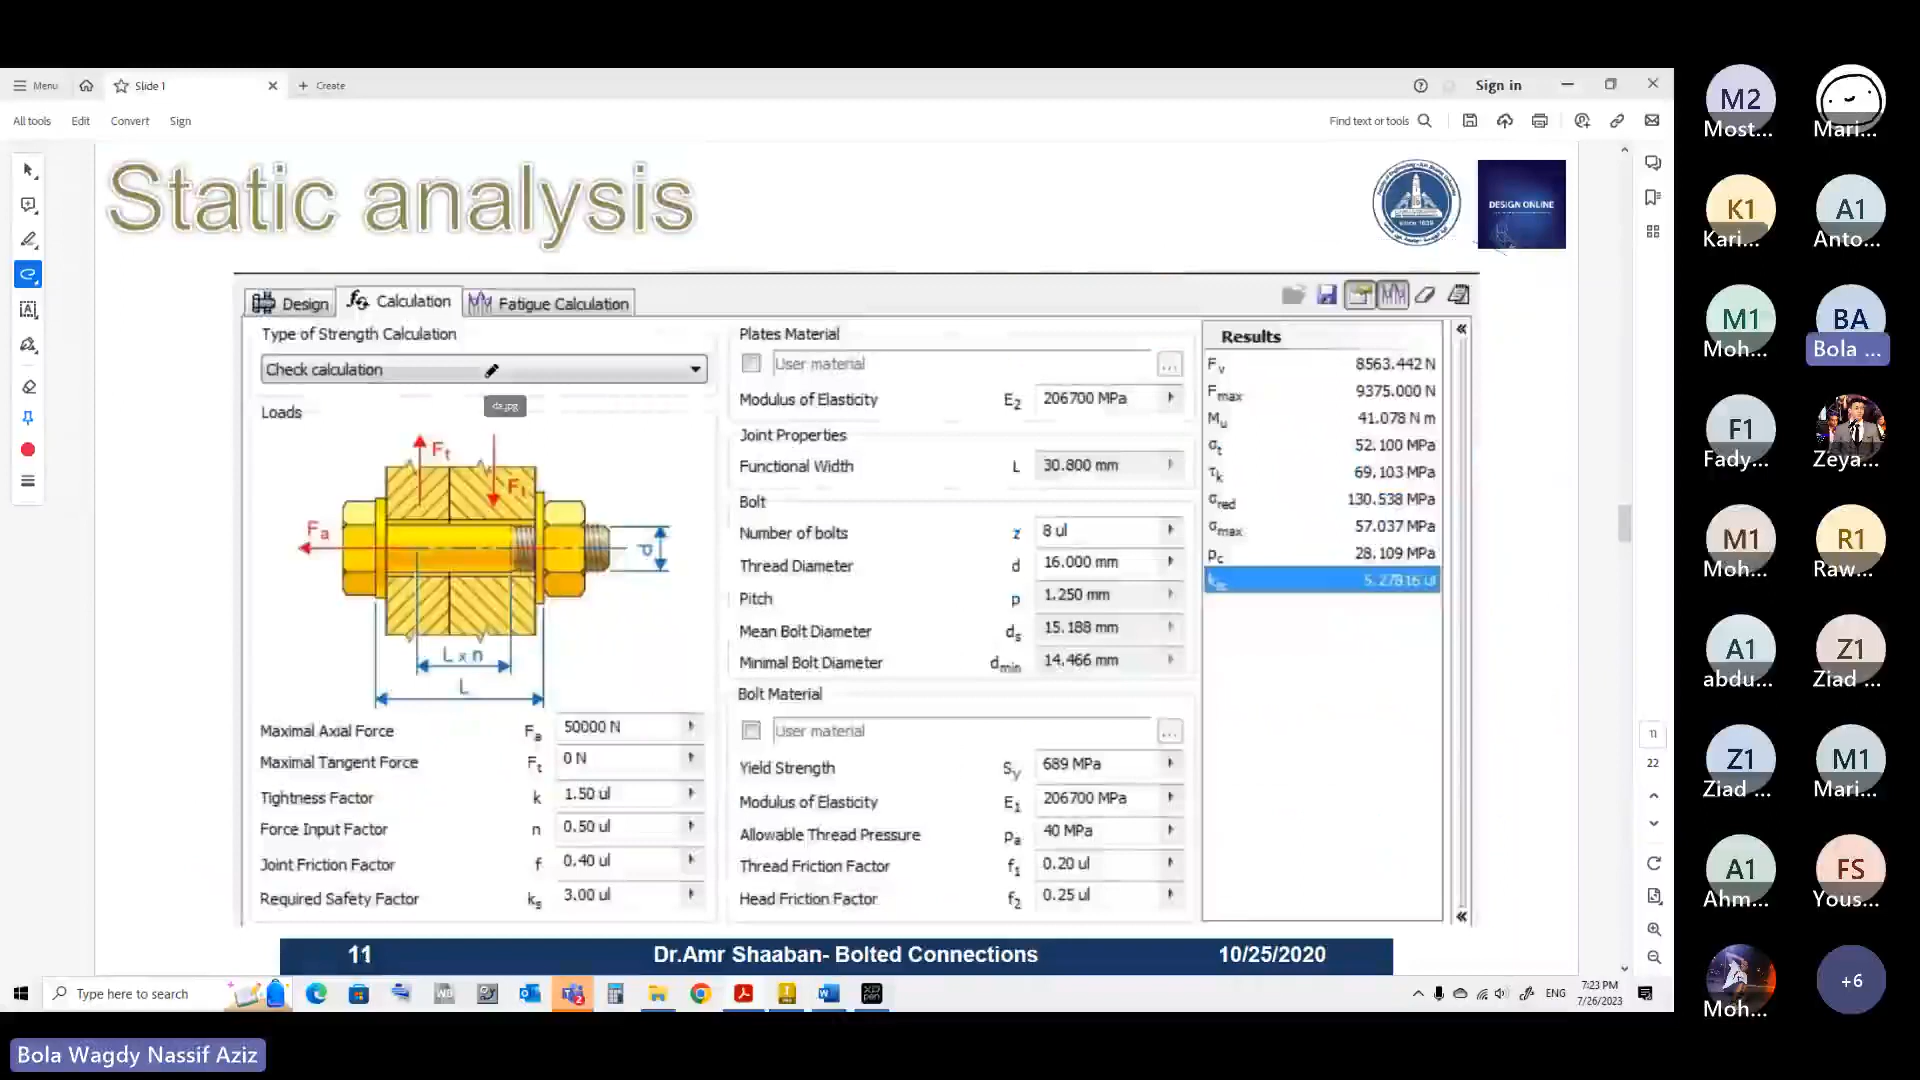 Menu
Slide 1
Create
Sign in
All tools
Edit
Convert
Sign
Find text or tools
Static analysis
since 1839
DESIGN ONLINE
Design
Calculation
Fatigue Calculation
Type of Strength Calculation
Check calculation
da.jpg
Loads
Ft
Ft
Fa
d
L x n
L
Maximal Axial Force Fa 50000 N
Maximal Tangent Force Ft 0 N
Tightness Factor k 1.50 ul
Force Input Factor n 0.50 ul
Joint Friction Factor f 0.40 ul
Required Safety Factor ks 3.00 ul
Plates Material
User material
...
Modulus of Elasticity E2 206700 MPa
Joint Properties
Functional Width L 30.800 mm
Bolt
Number of bolts z 8 ul
Thread Diameter d 16.000 mm
Pitch p 1.250 mm
Mean Bolt Diameter ds 15.188 mm
Minimal Bolt Diameter dmin 14.466 mm
Bolt Material
User material
...
Yield Strength Sy 689 MPa
Modulus of Elasticity E1 206700 MPa
Allowable Thread Pressure pa 40 MPa
Thread Friction Factor f1 0.20 ul
Head Friction Factor f2 0.25 ul
Results
Fv 8563.442 N
Fmax 9375.000 N
Mu 41.078 N m
σt 52.100 MPa
τk 69,103 MPa
σred 130.538 MPa
σmax 57.037 MPa
pc 28.109 MPa
5.27816 ul
11
Dr.Amr Shaaban- Bolted Connections
10/25/2020
11
22
Type here to search
ENG
7:23 PM
7/26/2023
M2
Most...
Mari...
K1
Kari...
A1
Anto...
M1
Moh...
BA
Bola ...
F1
Fady...
Zeya...
M1
Moh...
R1
Raw...
A1
abdu...
Z1
Ziad ...
Z1
Ziad ...
M1
Mari...
A1
Ahm...
FS
Yous...
Moh...
+6
Bola Wagdy Nassif Aziz